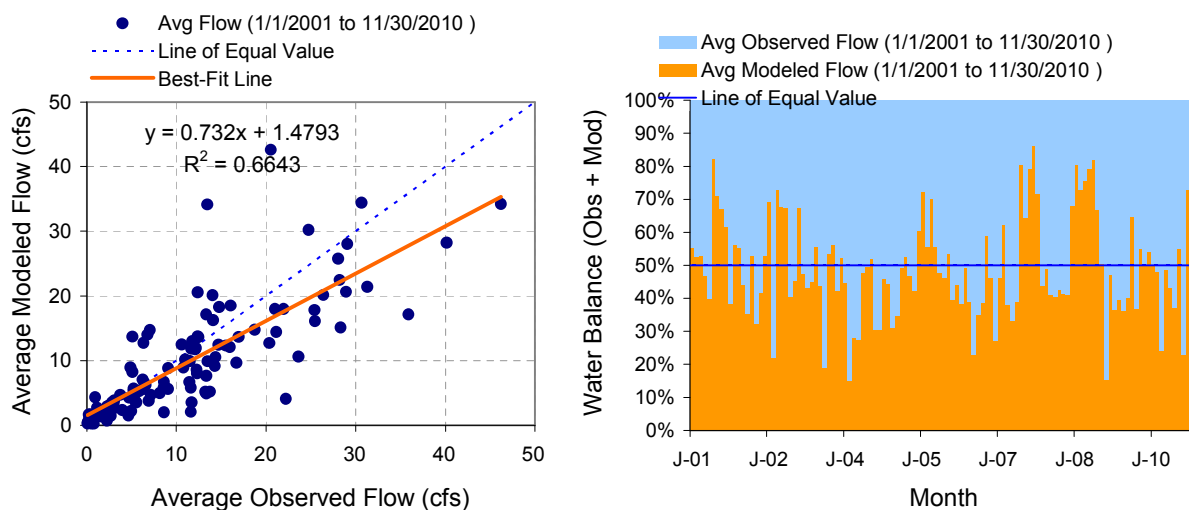 Avg Flow (1/1/2001 to 11/30/2010 )
Line of Equal Value
Best-Fit Line
50
40
30
20
10
0
y = 0.732x + 1.4793
R² = 0.6643
0 10 20 30 40 50
Average Modeled Flow (cfs)
Average Observed Flow (cfs)
Avg Observed Flow (1/1/2001 to 11/30/2010 )
Avg Modeled Flow (1/1/2001 to 11/30/2010 )
Line of Equal Value
100%
90%
80%
70%
60%
50%
40%
30%
20%
10%
0%
J-01 J-02 J-04 J-05 J-07 J-08 J-10
Water Balance (Obs + Mod)
Month